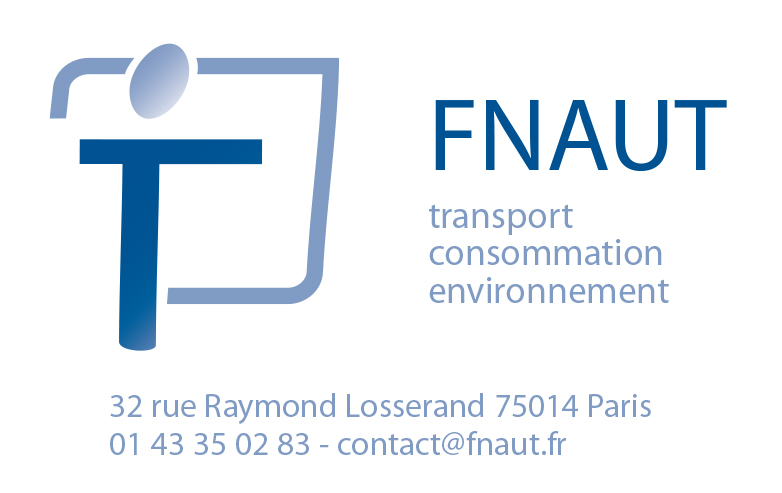 FNAUT
transport
consommation
environnement
32 rue Raymond Losserand 75014 Paris
01 43 35 02 83 - contact@fnaut.fr